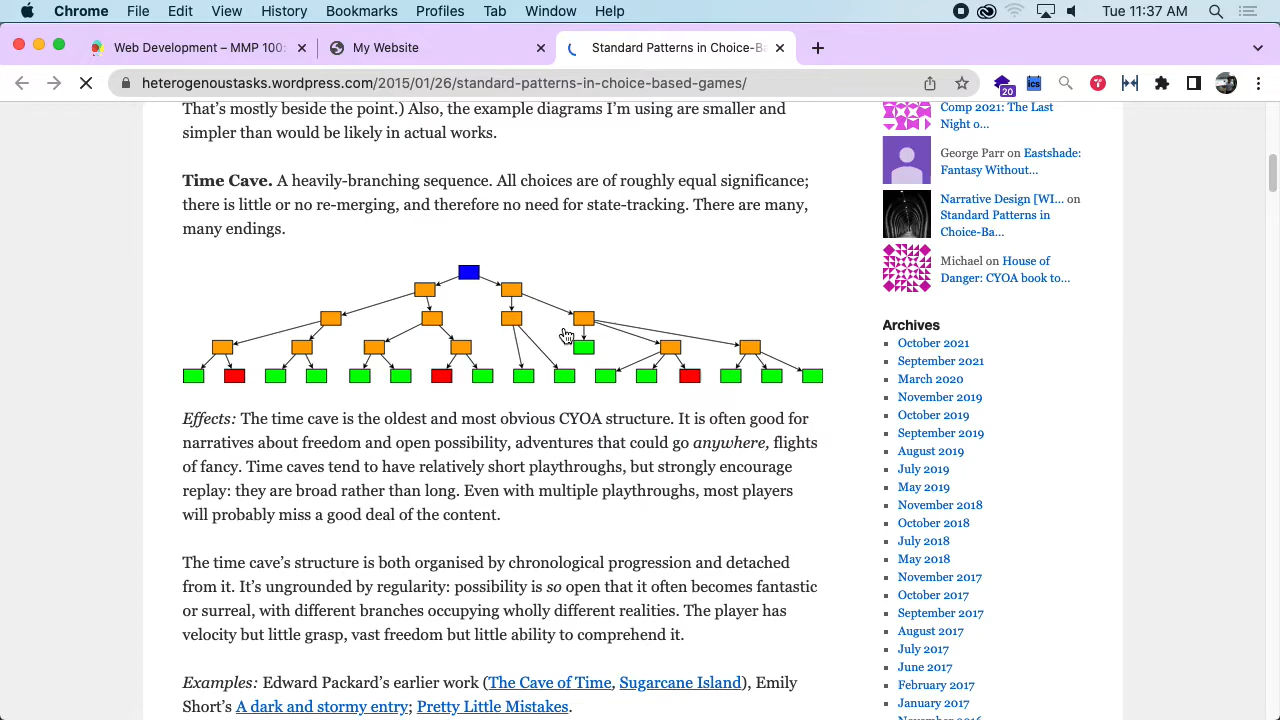 Chrome File Edit View History Bookmarks Profiles Tab Window Help Tue 11:37 AM
Web Development – MMP 100: My Website Standard Patterns in Choice-Ba
heterogenoustasks.wordpress.com/2015/01/26/standard-patterns-in-choice-based-games/
20
ics
That's mostly beside the point.) Also, the example diagrams I'm using are smaller and
simpler than would be likely in actual works.
Time Cave. A heavily-branching sequence. All choices are of roughly equal significance;
there is little or no re-merging, and therefore no need for state-tracking. There are many,
many endings.
Effects: The time cave is the oldest and most obvious CYOA structure. It is often good for
narratives about freedom and open possibility, adventures that could go anywhere, flights
of fancy. Time caves tend to have relatively short playthroughs, but strongly encourage
replay: they are broad rather than long. Even with multiple playthroughs, most players
will probably miss a good deal of the content.
The time cave's structure is both organised by chronological progression and detached
from it. It's ungrounded by regularity: possibility is so open that it often becomes fantastic
or surreal, with different branches occupying wholly different realities. The player has
velocity but little grasp, vast freedom but little ability to comprehend it.
Examples: Edward Packard's earlier work (The Cave of Time, Sugarcane Island), Emily
Short's A dark and stormy entry; Pretty Little Mistakes.
Comp 2021: The Last
Night o...
George Parr on Eastshade:
Fantasy Without...
Narrative Design [WI... on
Standard Patterns in
Choice-Ba...
Michael on House of
Danger: CYOA book to...
Archives
October 2021
September 2021
March 2020
November 2019
October 2019
September 2019
August 2019
July 2019
May 2019
November 2018
October 2018
July 2018
May 2018
November 2017
October 2017
September 2017
August 2017
July 2017
June 2017
February 2017
January 2017